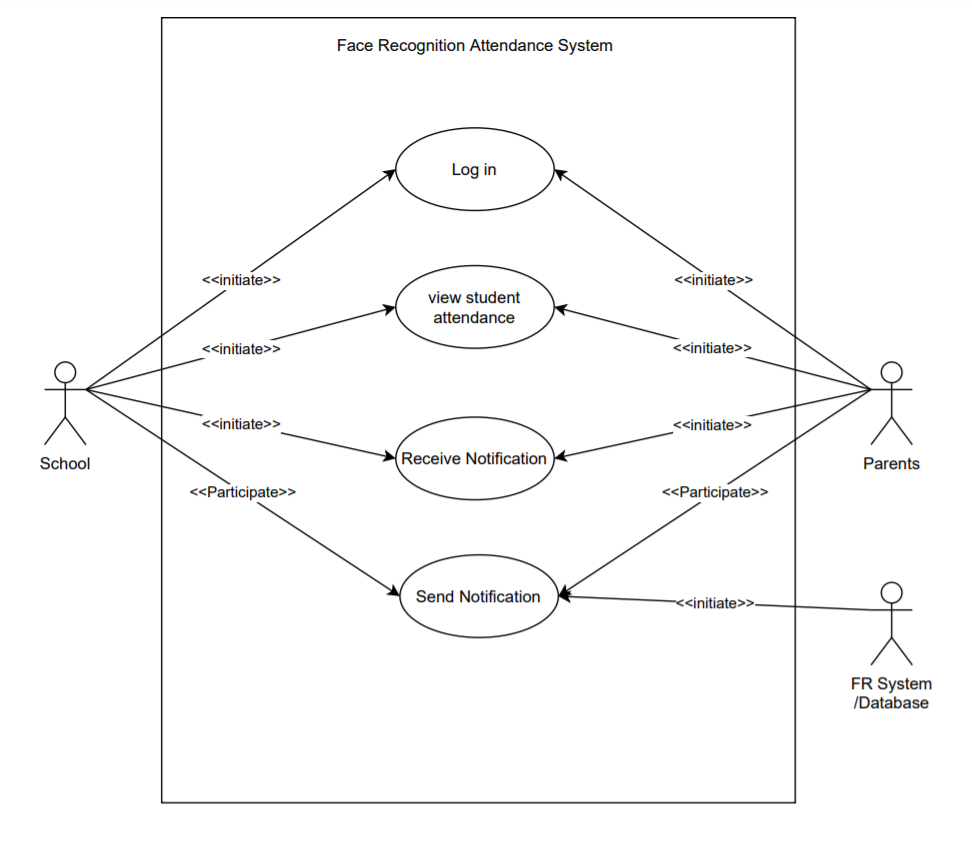 Face Recognition Attendance System
Log in
<<initiate>>
<<initiate>>
view student
attendance
<<initiate>>
<<initiate>>
School
Parents
<<initiate>>
<<initiate>>
Receive Notification
<<Participate>>
<<Participate>>
Send Notification
<<initiate>>
FR System
/Database